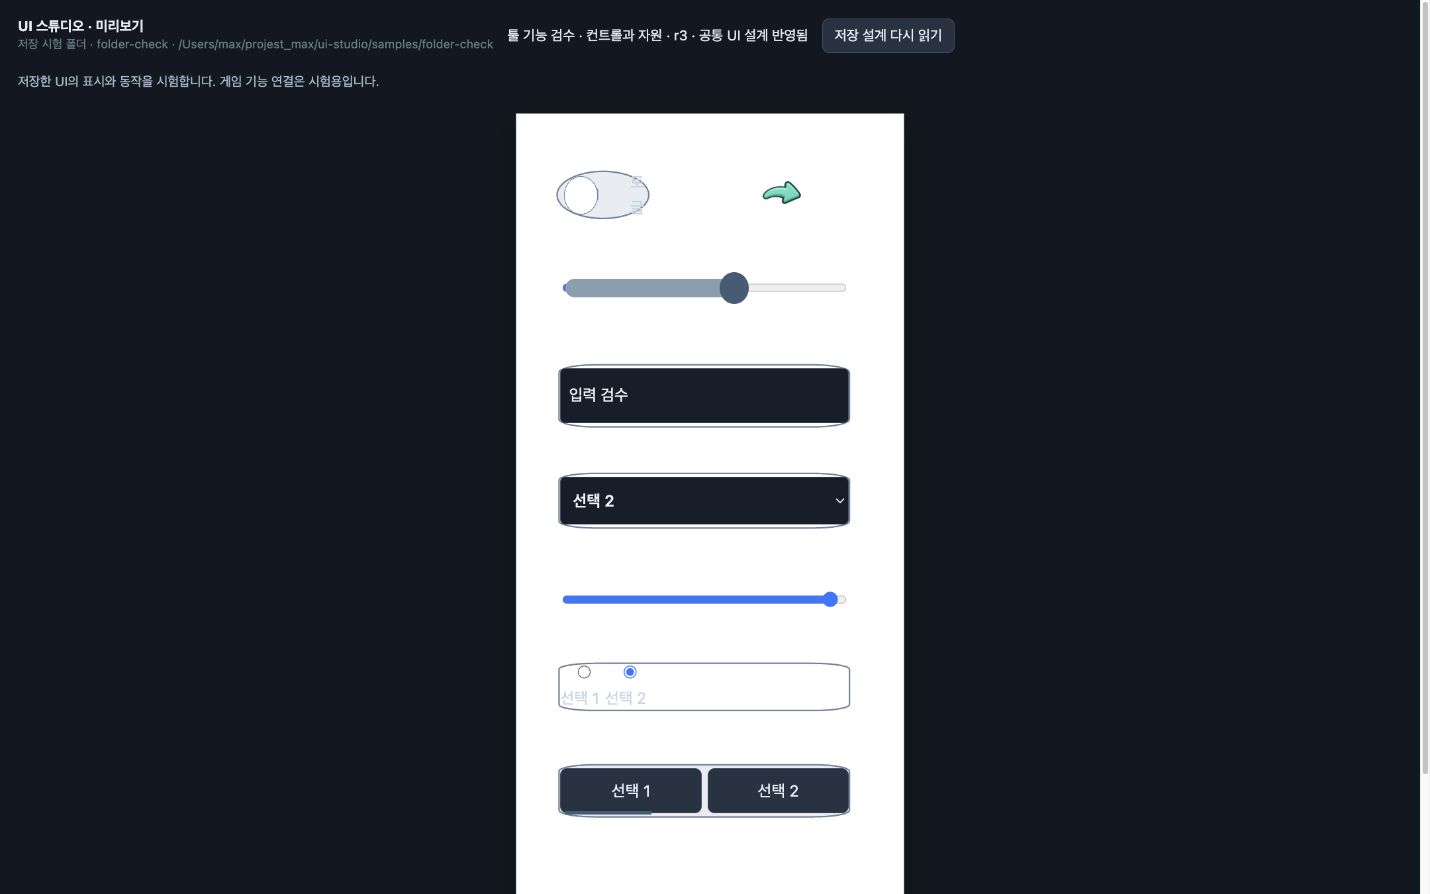 UI 스튜디오 · 미리보기
저장 시험 폴더 · folder-check · /Users/max/projest_max/ui-studio/samples/folder-check
툴 기능 검수 · 컨트롤과 자원 · r3 · 공통 UI 설계 반영됨
저장 설계 다시 읽기
저장한 UI의 표시와 동작을 시험합니다. 게임 기능 연결은 시험용입니다.
토
글
입력 검수
선택 2
선택 1 선택 2
선택 1
선택 2